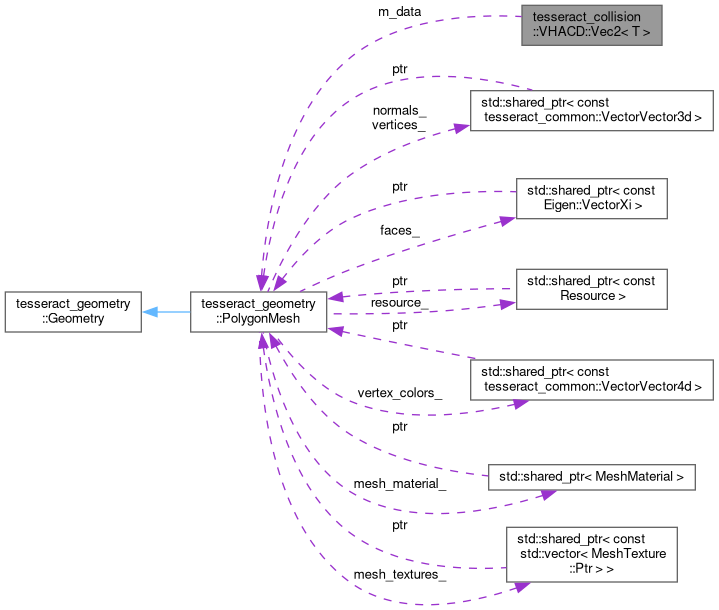 m_data
tesseract_collision
::VHACD::Vec2< T >
ptr
std::shared_ptr< const
tesseract_common::VectorVector3d >
normals_
vertices_
ptr
std::shared_ptr< const
Eigen::VectorXi >
faces_
ptr
std::shared_ptr< const
Resource >
resource_
tesseract_geometry
::Geometry
tesseract_geometry
::PolygonMesh
ptr
std::shared_ptr< const
tesseract_common::VectorVector4d >
vertex_colors_
ptr
std::shared_ptr< MeshMaterial >
mesh_material_
ptr
std::shared_ptr< const
std::vector< MeshTexture
::Ptr > >
mesh_textures_